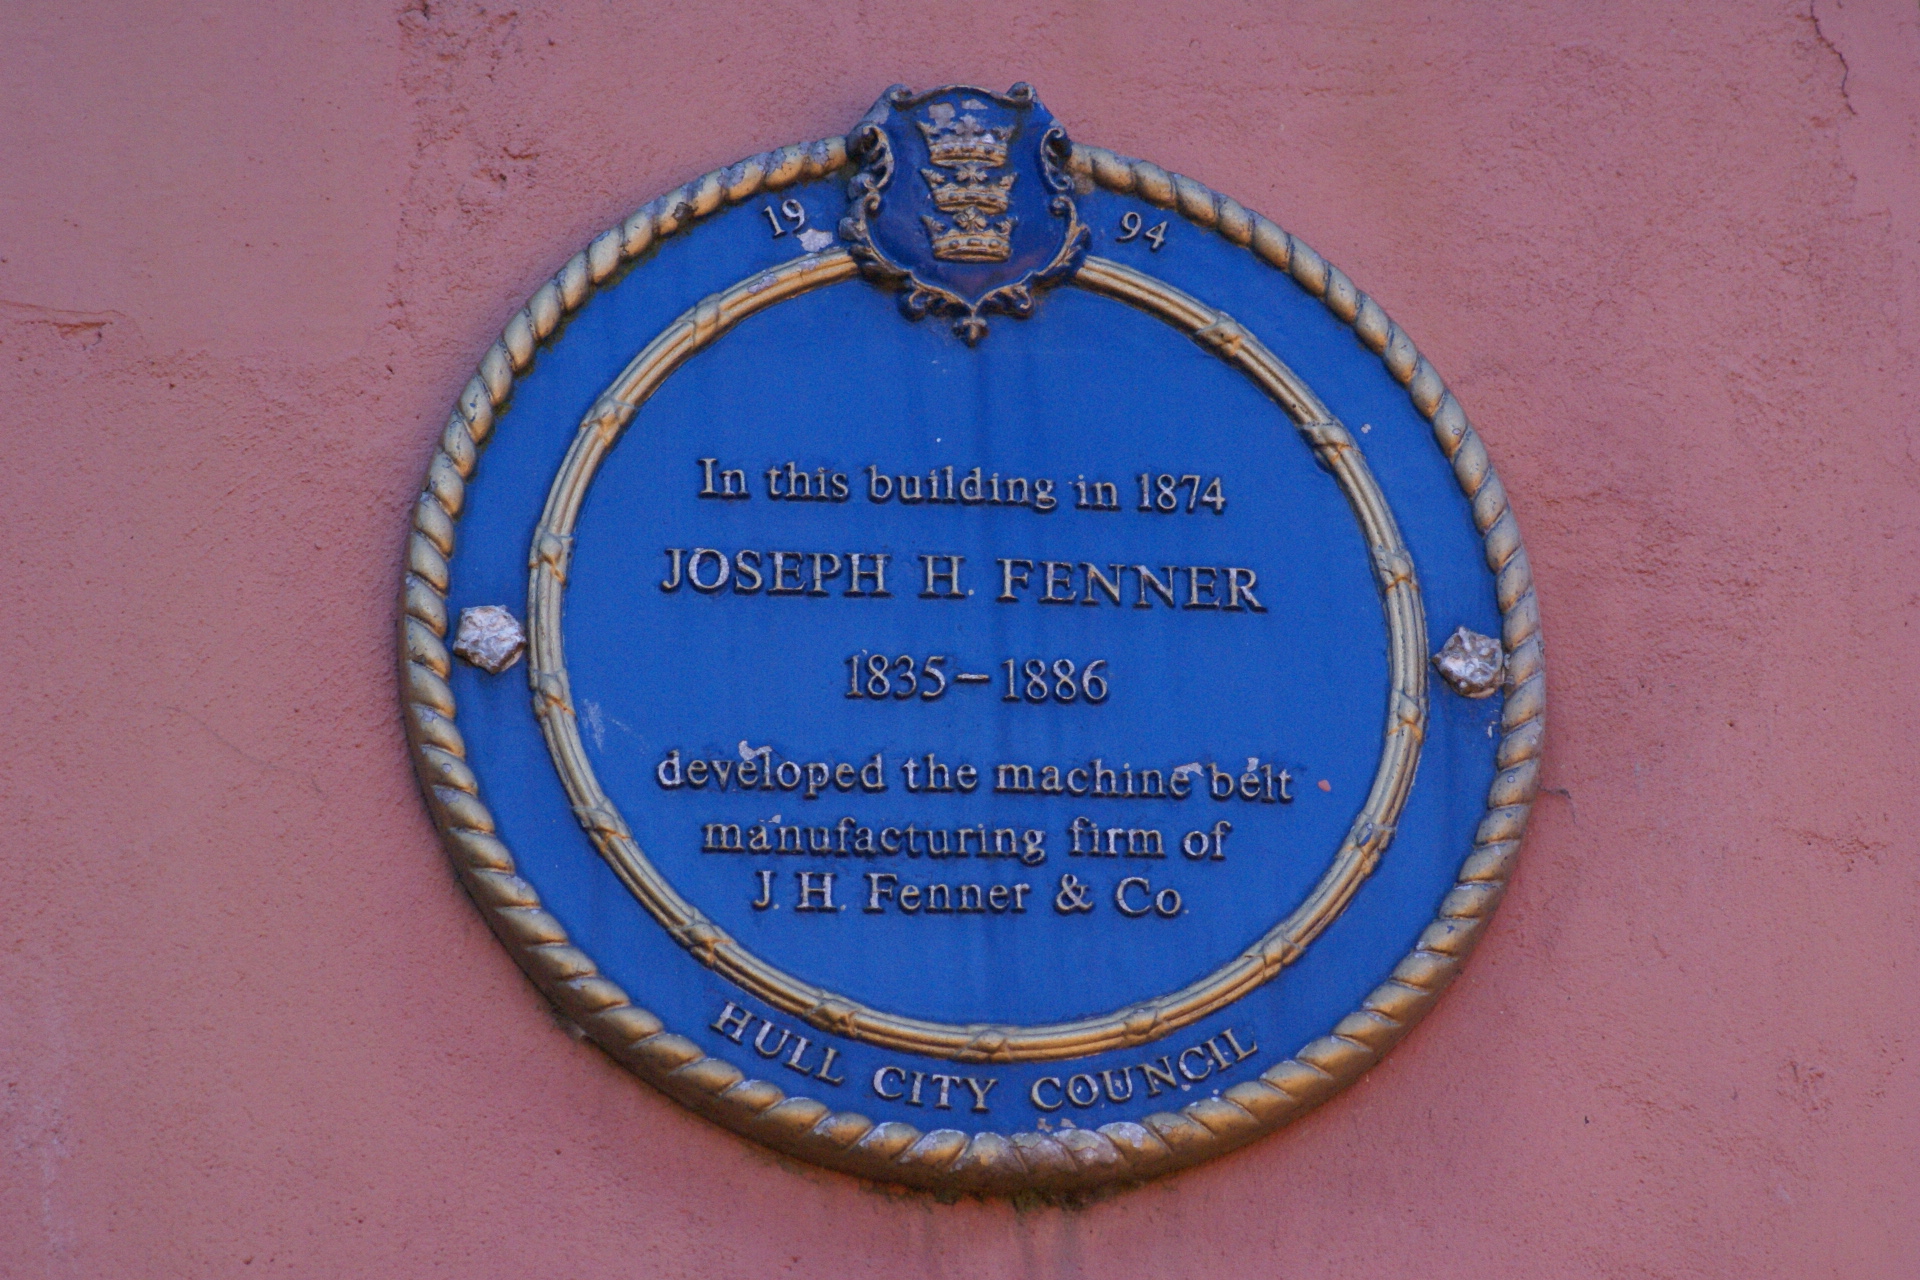 19 94
In this building in 1874
JOSEPH H. FENNER
1835-1886
developed the machine belt
manufacturing firm of
J. H. Fenner & Co.
HULL CITY COUNCIL